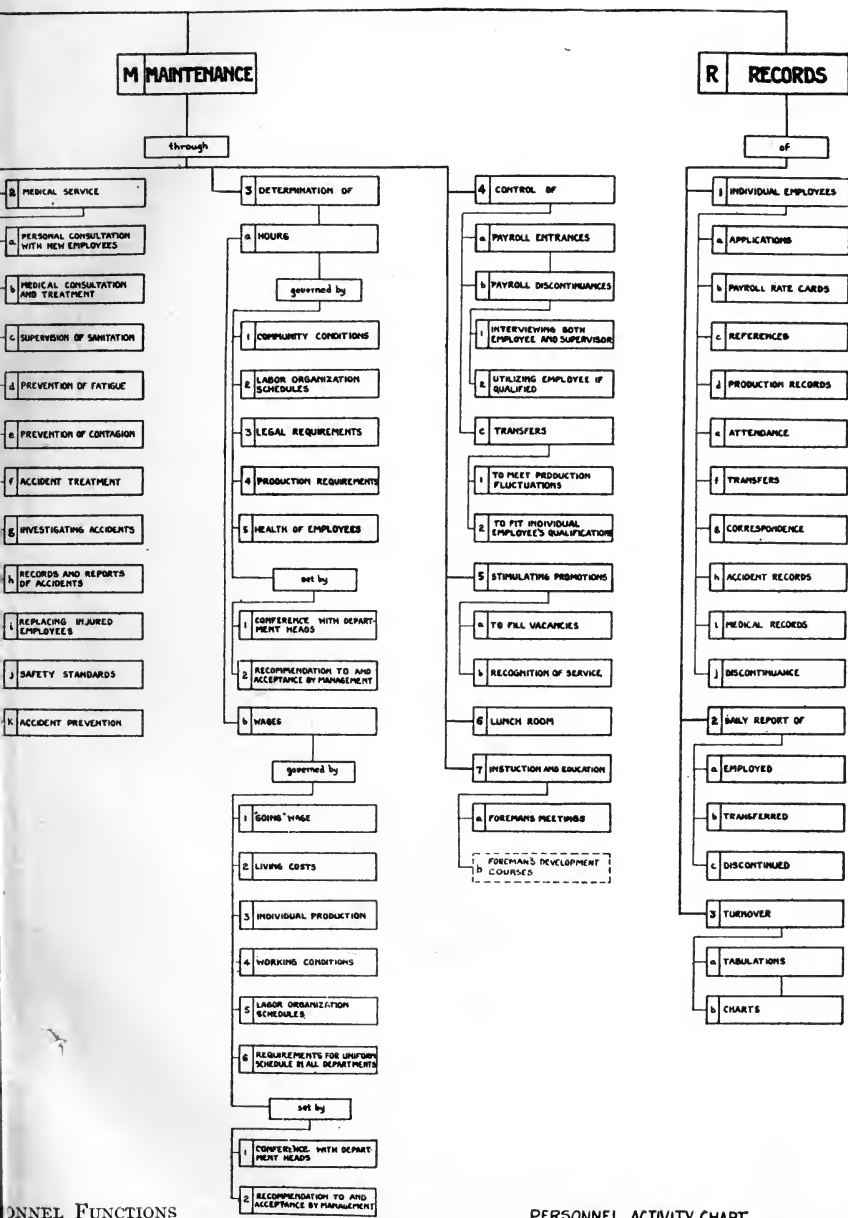 M MAINTENANCE
through
2 MEDICAL SERVICE
a PERSONAL CONSULTATION
WITH NEW EMPLOYEES
b MEDICAL CONSULTATION
AND TREATMENT
c SUPERVISION OF SANITATION
d PREVENTION OF FATIGUE
e PREVENTION OF CONTAGION
f ACCIDENT TREATMENT
g INVESTIGATING ACCIDENTS
h RECORDS AND REPORTS
OF ACCIDENTS
i REPLACING INJURED
EMPLOYEES
j SAFETY STANDARDS
K ACCIDENT PREVENTION
3 DETERMINATION OF
a HOURS
governed by
1 COMMUNITY CONDITIONS
2 LABOR ORGANIZATION
SCHEDULES
3 LEGAL REQUIREMENTS
4 PRODUCTION REQUIREMENTS
5 HEALTH OF EMPLOYEES
set by
1 CONFERENCE WITH DEPART-
MENT HEADS
2 RECOMMENDATION TO AND
ACCEPTANCE BY MANAGEMENT
b WAGES
governed by
1 "GOING" WAGE
2 LIVING COSTS
3 INDIVIDUAL PRODUCTION
4 WORKING CONDITIONS
5 LABOR ORGANIZATION
SCHEDULES
6 REQUIREMENTS FOR UNIFORM
SCHEDULE IN ALL DEPARTMENTS
set by
1 CONFERENCE WITH DEPART-
MENT HEADS
2 RECOMMENDATION TO AND
ACCEPTANCE BY MANAGEMENT
4 CONTROL OF
a PAYROLL ENTRANCES
b PAYROLL DISCONTINUANCES
1 INTERVIEWING BOTH
EMPLOYEE AND SUPERVISOR
2 UTILIZING EMPLOYEE IF
QUALIFIED
c TRANSFERS
1 TO MEET PRODUCTION
FLUCTUATIONS
2 TO FIT INDIVIDUAL
EMPLOYEE'S QUALIFICATIONS
5 STIMULATING PROMOTIONS
a TO FILL VACANCIES
b RECOGNITION OF SERVICE
6 LUNCH ROOM
7 INSTUCTION AND EDUCATION
a FOREMANS MEETINGS
b FOREMAN'S DEVELOPMENT
COURSES
R RECORDS
of
1 INDIVIDUAL EMPLOYEES
a APPLICATIONS
b PAYROLL RATE CARDS
c REFERENCES
d PRODUCTION RECORDS
e ATTENDANCE
f TRANSFERS
g CORRESPONDENCE
h ACCIDENT RECORDS
i MEDICAL RECORDS
j DISCONTINUANCE
2 DAILY REPORT OF
a EMPLOYED
b TRANSFERRED
c DISCONTINUED
3 TURNOVER
a TABULATIONS
b CHARTS
ONNEL FUNCTIONS
PERSONNEL ACTIVITY CHART